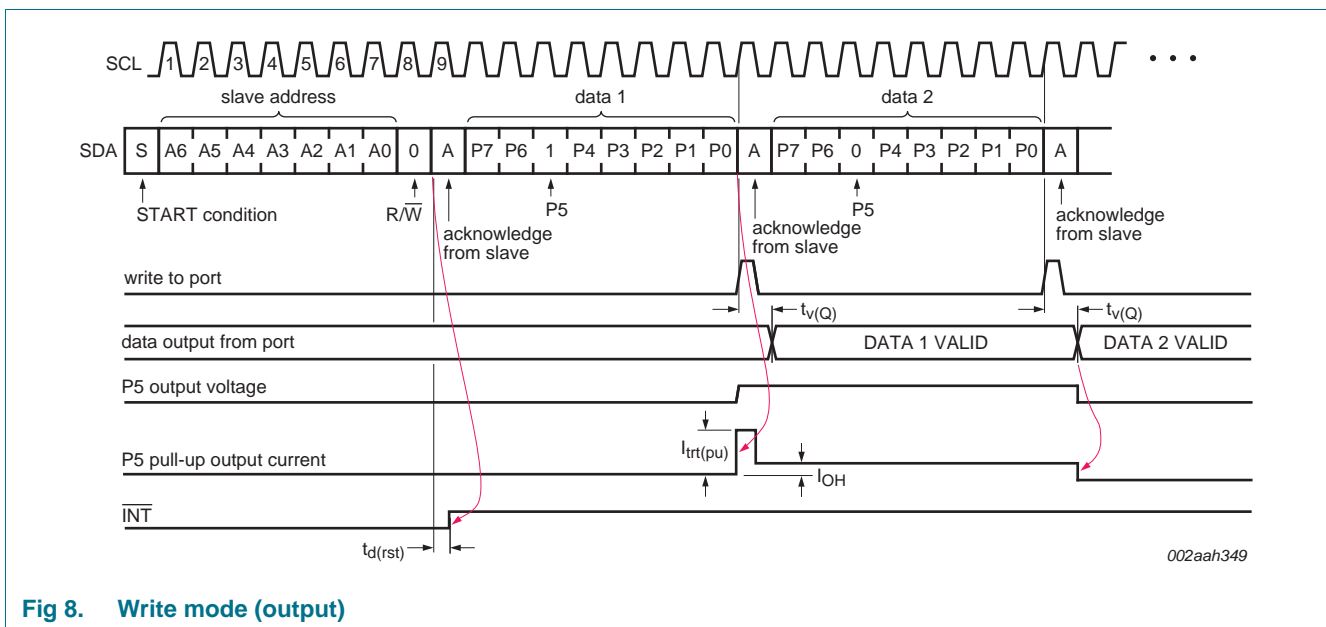 SCL 1 2 3 4 5 6 7 8 9
slave address data 1 data 2
SDA S A6 A5 A4 A3 A2 A1 A0 0 A P7 P6 1 P4 P3 P2 P1 P0 A P7 P6 0 P4 P3 P2 P1 P0 A
START condition R/W̅ acknowledge from slave P5 acknowledge from slave P5 acknowledge from slave
write to port
tv(Q) tv(Q)
data output from port DATA 1 VALID DATA 2 VALID
P5 output voltage
Itrt(pu)
P5 pull-up output current
IOH
I̅N̅T̅
td(rst)
002aah349
Fig 8. Write mode (output)